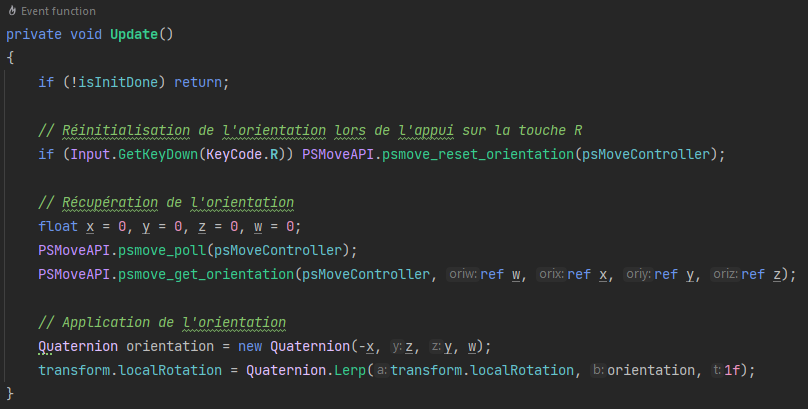 Event function
private void Update()
{
if (!isInitDone) return;
// Réinitialisation de l'orientation lors de l'appui sur la touche R
if (Input.GetKeyDown(KeyCode.R)) PSMoveAPI.psmove_reset_orientation(psMoveController);
// Récupération de l'orientation
float x = 0, y = 0, z = 0, w = 0;
PSMoveAPI.psmove_poll(psMoveController);
PSMoveAPI.psmove_get_orientation(psMoveController, oriw: ref w, orix: ref x, oriy: ref y, oriz: ref z);
// Application de l'orientation
Quaternion orientation = new Quaternion(-x, y: z, z: y, w);
transform.localRotation = Quaternion.Lerp(a: transform.localRotation, b: orientation, t: 1f);
}